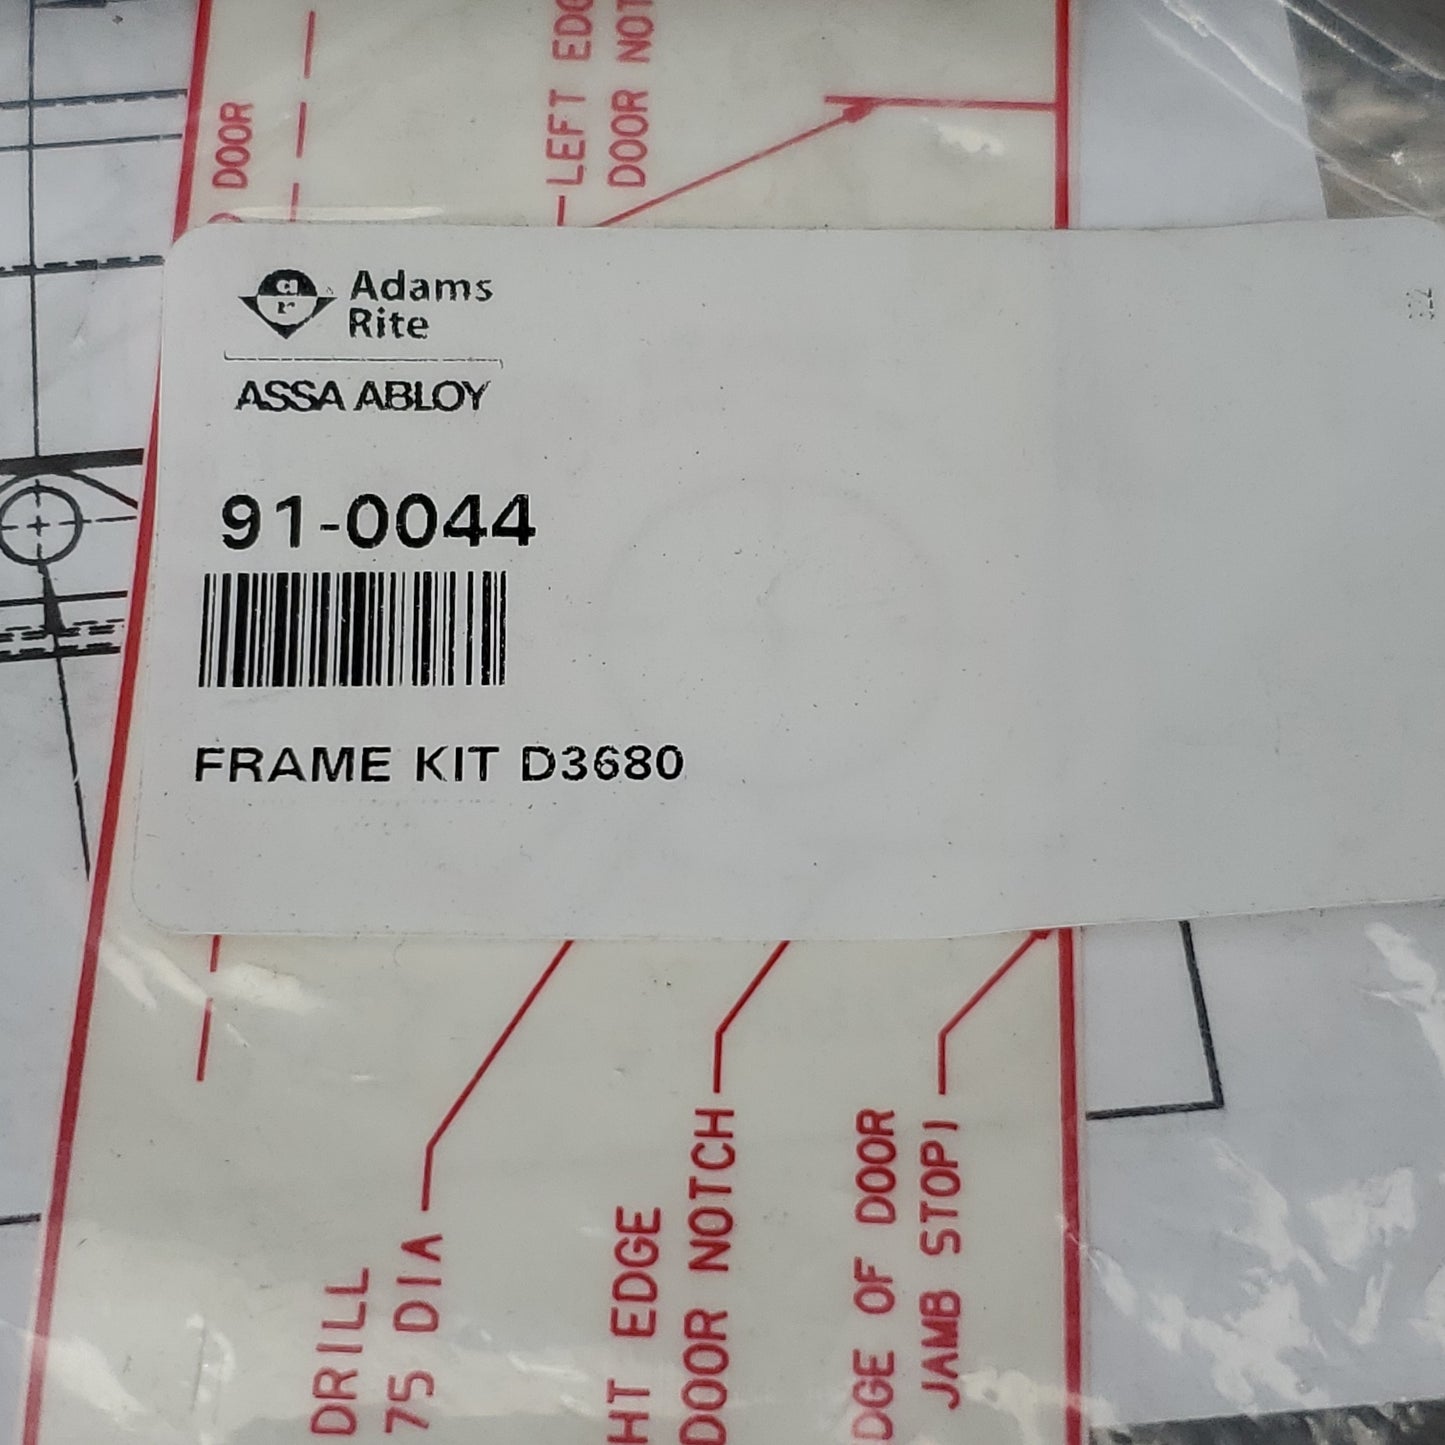 DOOR
LEFT EDG
DOOR NOT
ar
Adams
Rite
ASSA ABLOY
91-0044
FRAME KIT D3680
DRILL
75 DIA
HT EDGE
DOOR NOTCH
DGE OF DOOR
JAMB STOP)